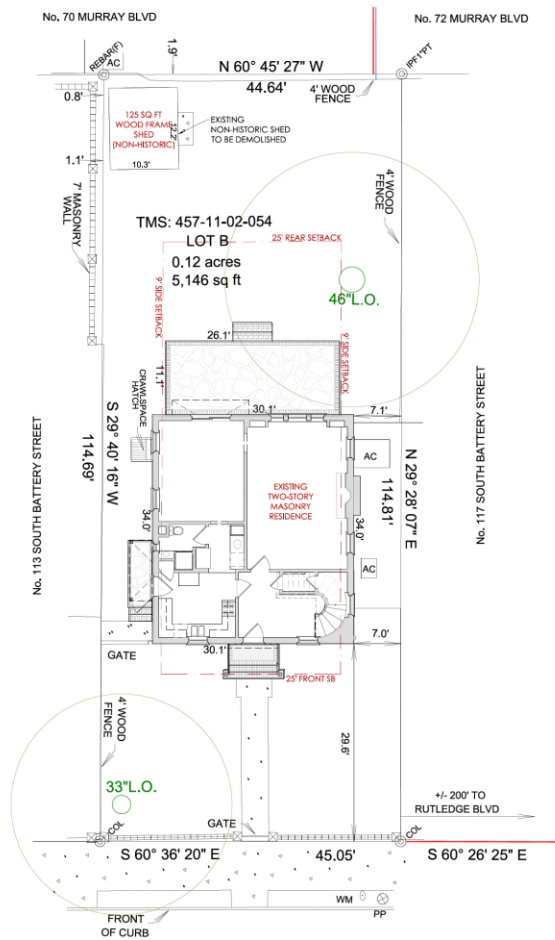 No. 70 MURRAY BLVD
No. 72 MURRAY BLVD
REBAR(F)
AC
1.9'
N 60° 45' 27" W
44.64'
IPF1"PT
4' WOOD
FENCE
0.8'
125 SQ FT
WOOD FRAME
SHED
(NON-HISTORIC)
12.2'
10.3'
EXISTING
NON-HISTORIC SHED
TO BE DEMOLISHED
1.1'
7' MASONRY
WALL
4' WOOD
FENCE
TMS: 457-11-02-054
LOT B
0.12 acres
5,146 sq ft
25' REAR SETBACK
9' SIDE SETBACK
46"L.O.
9' SIDE SETBACK
26.1'
11.1'
CRAWLSPACE
HATCH
30.1'
7.1'
No. 113 SOUTH BATTERY STREET
S 29° 40' 16" W
114.69'
34.0'
EXISTING
TWO-STORY
MASONRY
RESIDENCE
AC
AC
34.0'
114.81'
N 29° 28' 07" E
No. 117 SOUTH BATTERY STREET
GATE
30.1'
7.0'
25' FRONT SB
4' WOOD
FENCE
29.6'
33"L.O.
+/- 200' TO
RUTLEDGE BLVD
COL
GATE
COL
S 60° 36' 20" E
45.05'
S 60° 26' 25" E
WM
PP
FRONT
OF CURB